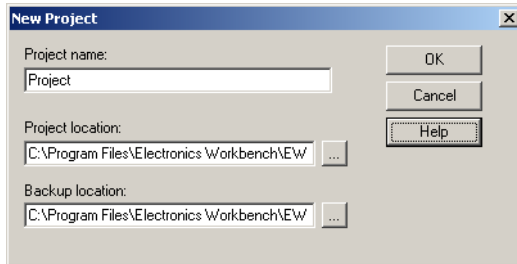 New Project
Project name:
Project
OK
Cancel
Help
Project location:
C:\Program Files\Electronics Workbench\EW
...
Backup location:
C:\Program Files\Electronics Workbench\EW
...